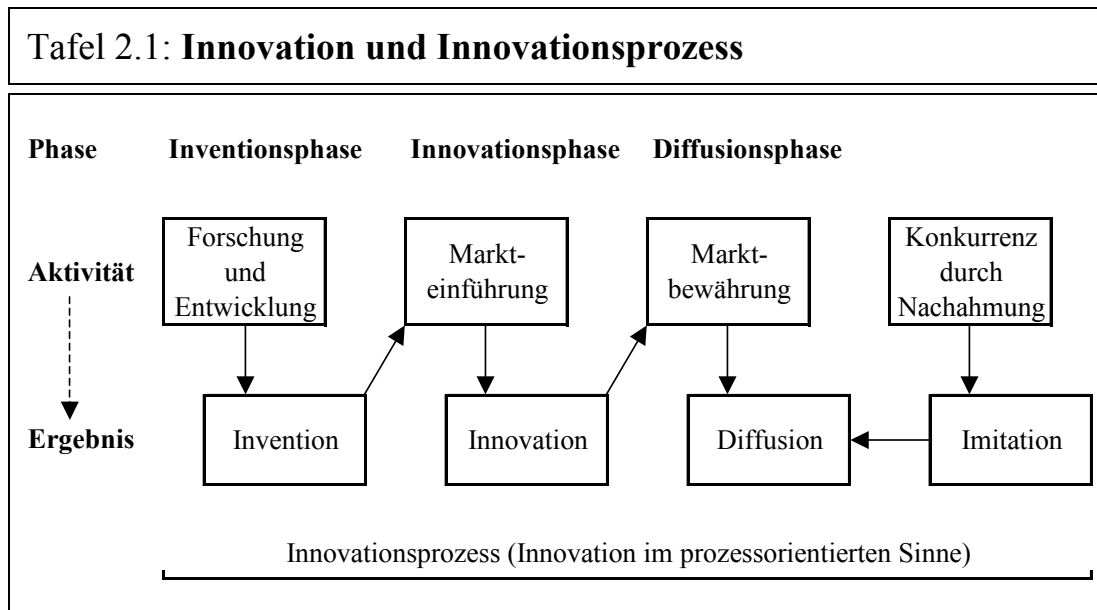 Tafel 2.1: Innovation und Innovationsprozess
Phase Inventionsphase Innovationsphase Diffusionsphase
Aktivität
Forschung
und
Entwicklung
Markt-
einführung
Markt-
bewährung
Konkurrenz
durch
Nachahmung
Ergebnis
Invention
Innovation
Diffusion
Imitation
Innovationsprozess (Innovation im prozessorientierten Sinne)